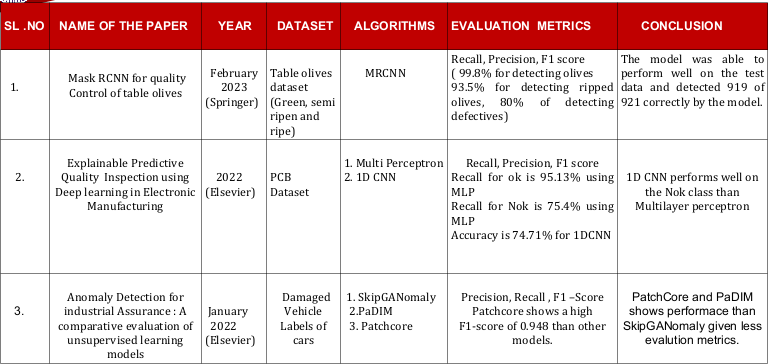 SL .NO NAME OF THE PAPER YEAR DATASET ALGORITHMS EVALUATION METRICS CONCLUSION
1.
Mask RCNN for quality
Control of table olives
February
2023
(Springer)
Table olives
dataset
(Green, semi
ripen and
ripe)
MRCNN
Recall, Precision, F1 score
( 99.8% for detecting olives
93.5% for detecting ripped
olives, 80% of detecting
defectives)
The model was able to
perform well on the test
data and detected 919 of
921 correctly by the model.
2.
Explainable Predictive
Quality Inspection using
Deep learning in Electronic
Manufacturing
2022
(Elsevier)
PCB
Dataset
1. Multi Perceptron
2. 1D CNN
Recall, Precision, F1 score
Recall for ok is 95.13% using
MLP
Recall for Nok is 75.4% using
MLP
Accuracy is 74.71% for 1DCNN
1D CNN performs well on
the Nok class than
Multilayer perceptron
3.
Anomaly Detection for
industrial Assurance : A
comparative evaluation of
unsupervised learning
models
January
2022
(Elsevier)
Damaged
Vehicle
Labels of
cars
1. SkipGANomaly
2.PaDIM
3. Patchcore
Precision, Recall , F1 –Score
Patchcore shows a high
F1-score of 0.948 than other
models.
PatchCore and PaDIM
shows performace than
SkipGANomaly given less
evalution metrics.